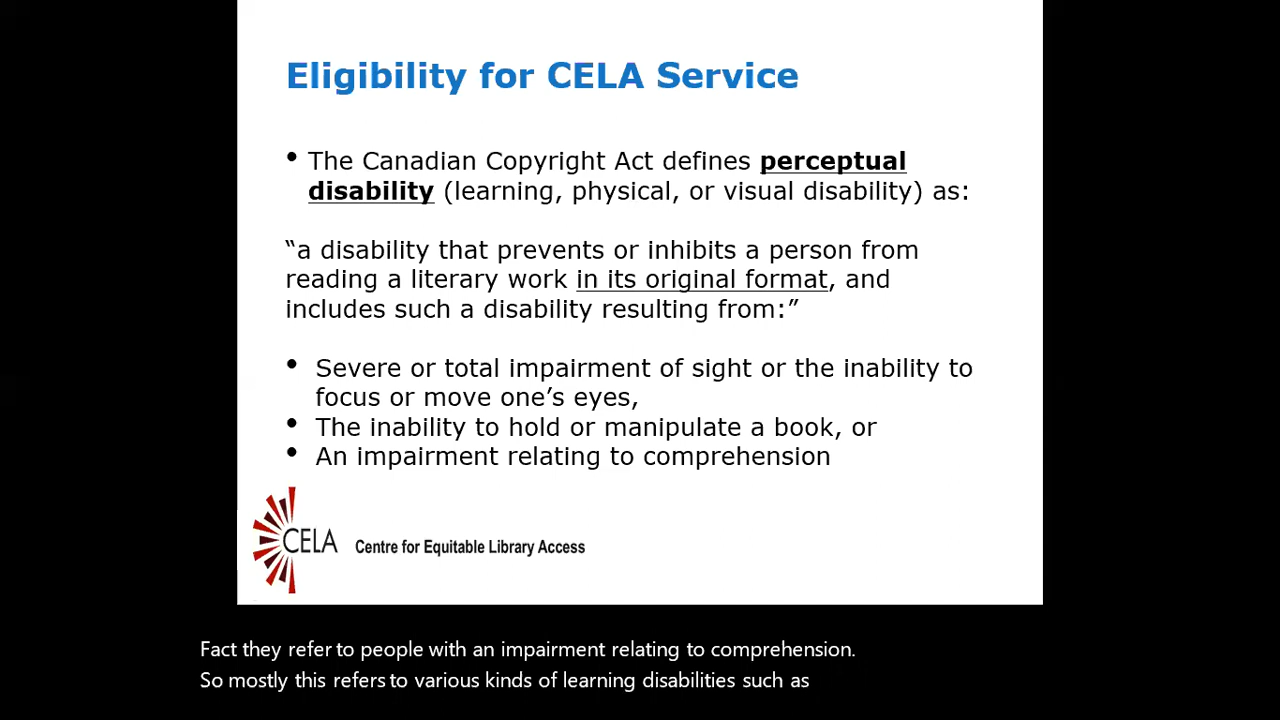 Eligibility for CELA Service
• The Canadian Copyright Act defines perceptual
disability (learning, physical, or visual disability) as:
“a disability that prevents or inhibits a person from
reading a literary work in its original format, and
includes such a disability resulting from:”
• Severe or total impairment of sight or the inability to
focus or move one’s eyes,
• The inability to hold or manipulate a book, or
• An impairment relating to comprehension
CELA Centre for Equitable Library Access
Fact they refer to people with an impairment relating to comprehension.
So mostly this refers to various kinds of learning disabilities such as